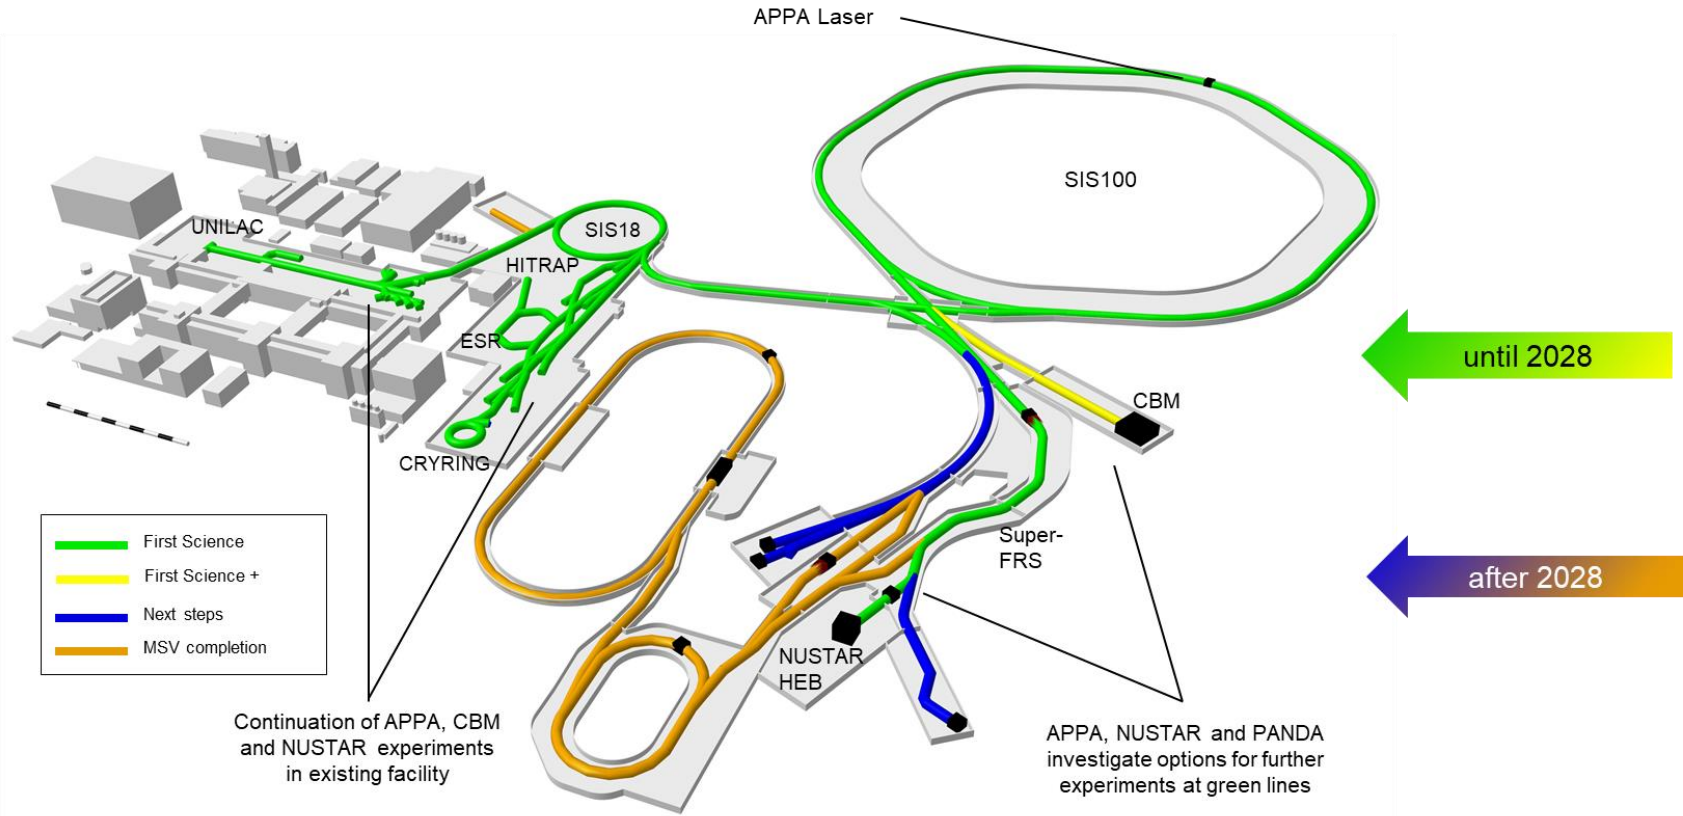 APPA Laser
SIS100
UNILAC
SIS18
HITRAP
ESR
until 2028
CBM
CRYRING
First Science
First Science +
Next steps
MSV completion
Super-
FRS
after 2028
NUSTAR
HEB
Continuation of APPA, CBM
and NUSTAR experiments
in existing facility
APPA, NUSTAR and PANDA
investigate options for further
experiments at green lines